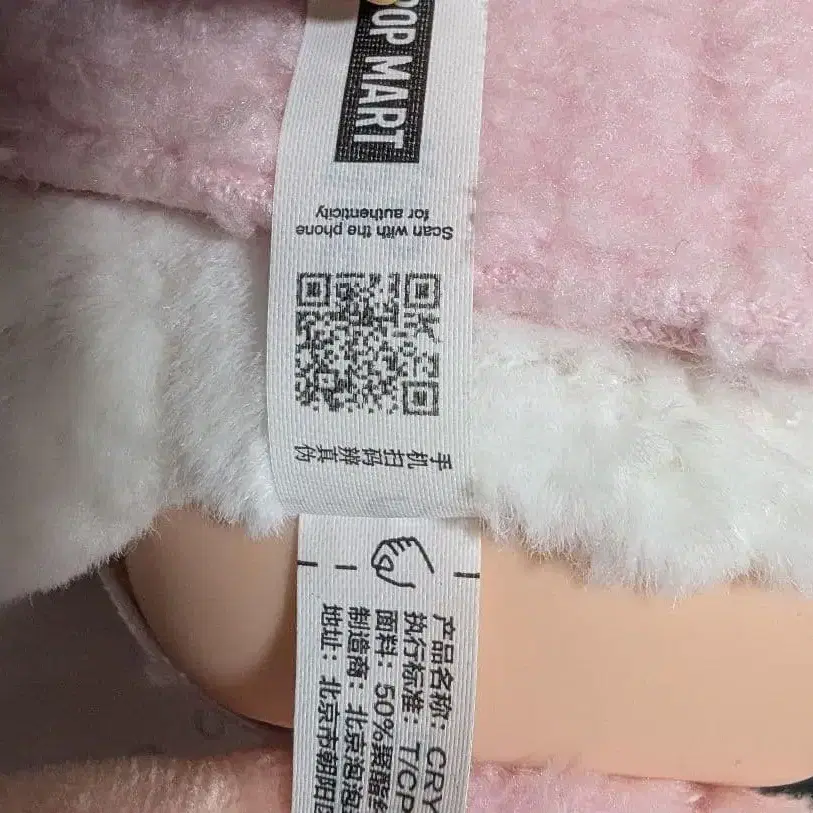 POP MART
Scan with the phone
for authenticity
手机扫码辨真伪
产品名称: CRY
执行标准: T/CP
面料: 50%聚酯
制造商: 北京泡泡
地址: 北京市朝阳